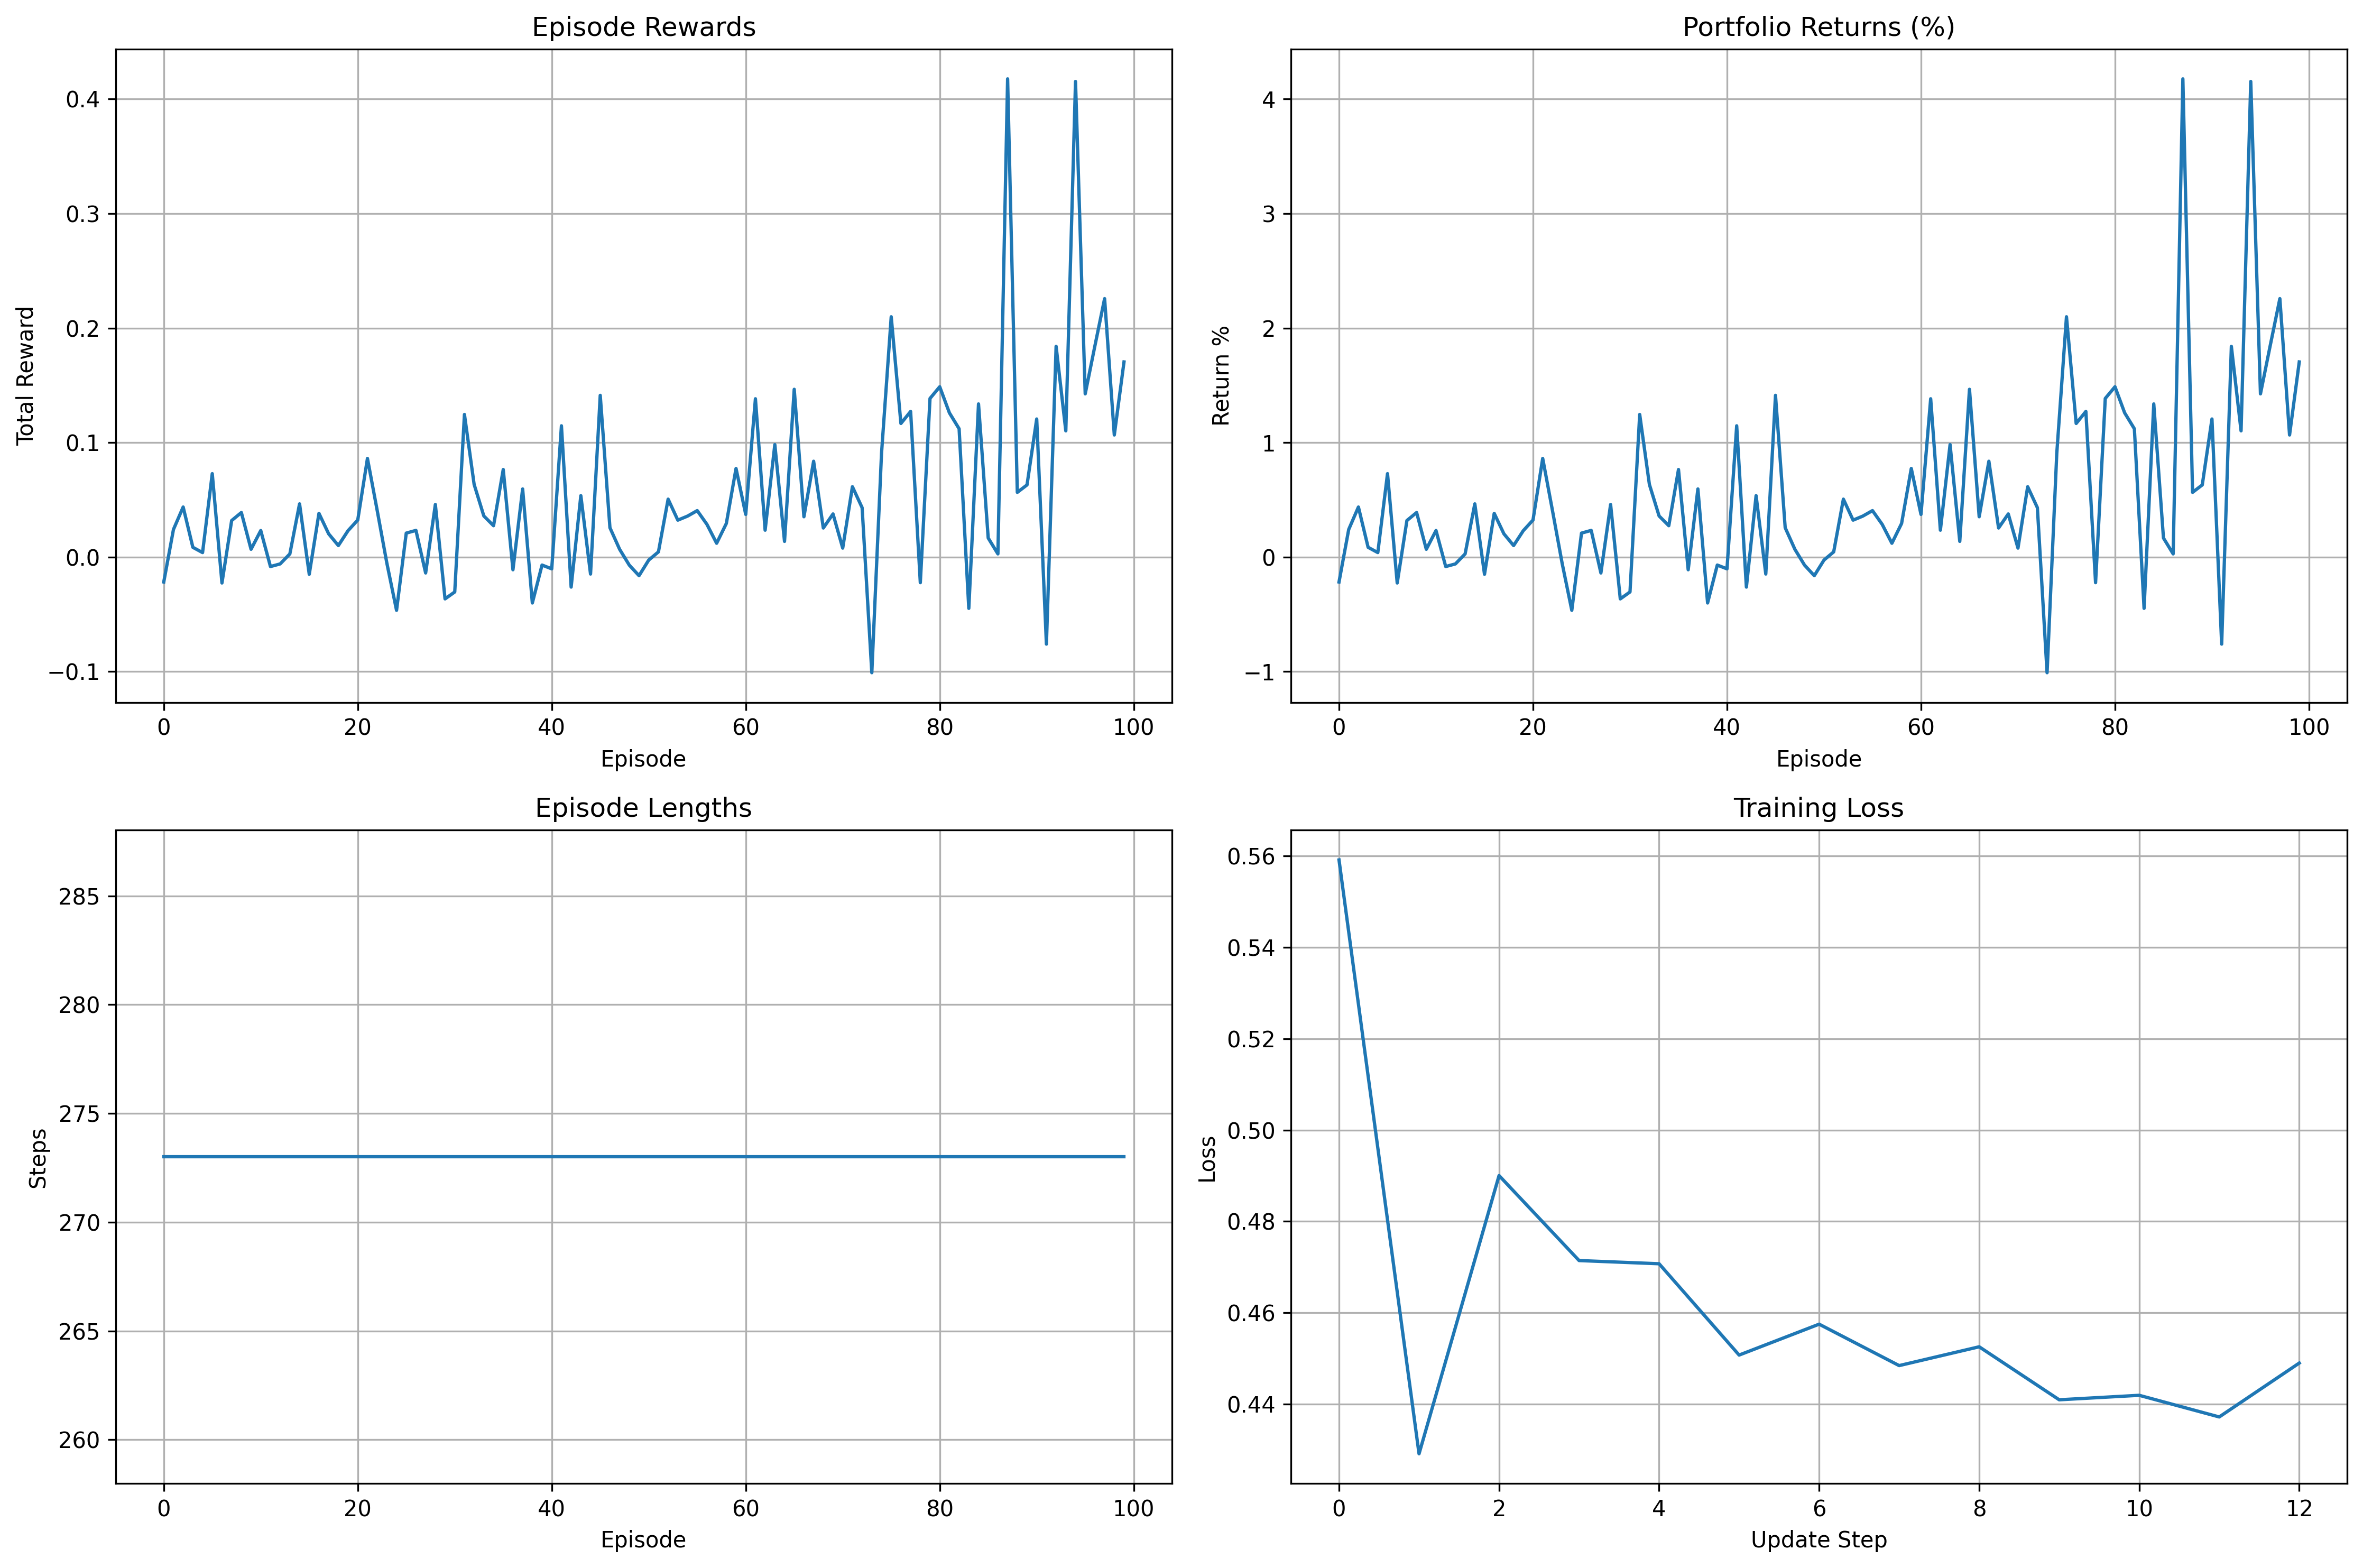 Episode Rewards
Total Reward
0.4
0.3
0.2
0.1
0.0
−0.1
0 20 40 60 80 100
Episode
Portfolio Returns (%)
Return %
4
3
2
1
0
−1
0 20 40 60 80 100
Episode
Episode Lengths
Steps
285
280
275
270
265
260
0 20 40 60 80 100
Episode
Training Loss
Loss
0.56
0.54
0.52
0.50
0.48
0.46
0.44
0 2 4 6 8 10 12
Update Step